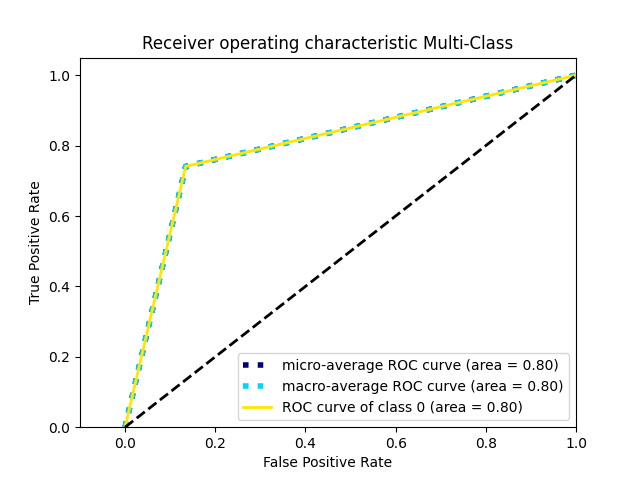 Receiver operating characteristic Multi-Class
1.0
0.8
0.6
0.4
0.2
0.0
True Positive Rate
micro-average ROC curve (area = 0.80)
macro-average ROC curve (area = 0.80)
ROC curve of class 0 (area = 0.80)
0.0 0.2 0.4 0.6 0.8 1.0
False Positive Rate